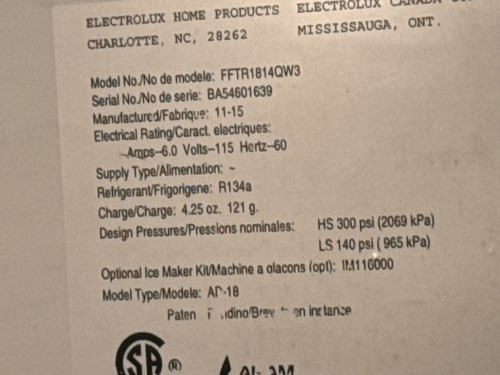 ELECTROLUX HOME PRODUCTS ELECTROLUX CANADA
CHARLOTTE, NC, 28262 MISSISSAUGA, ONT.
Model No./No de modele: FFTR1814QW3
Serial No./No de serie: BA54601639
Manufactured/Fabrique: 11-15
Electrical Rating/Caract. electriques:
Amps--6.0 Volts--115 Hertz--60
Supply Type/Alimentation: ~
Refrigerant/Frigorigene: R134a
Charge/Charge: 4.25 oz. 121 g.
Design Pressures/Pressions nominales: HS 300 psi (2069 kPa)
LS 140 psi ( 965 kPa)
Optional Ice Maker Kit/Machine a glacons (opt): IM116000
Model Type/Modele: